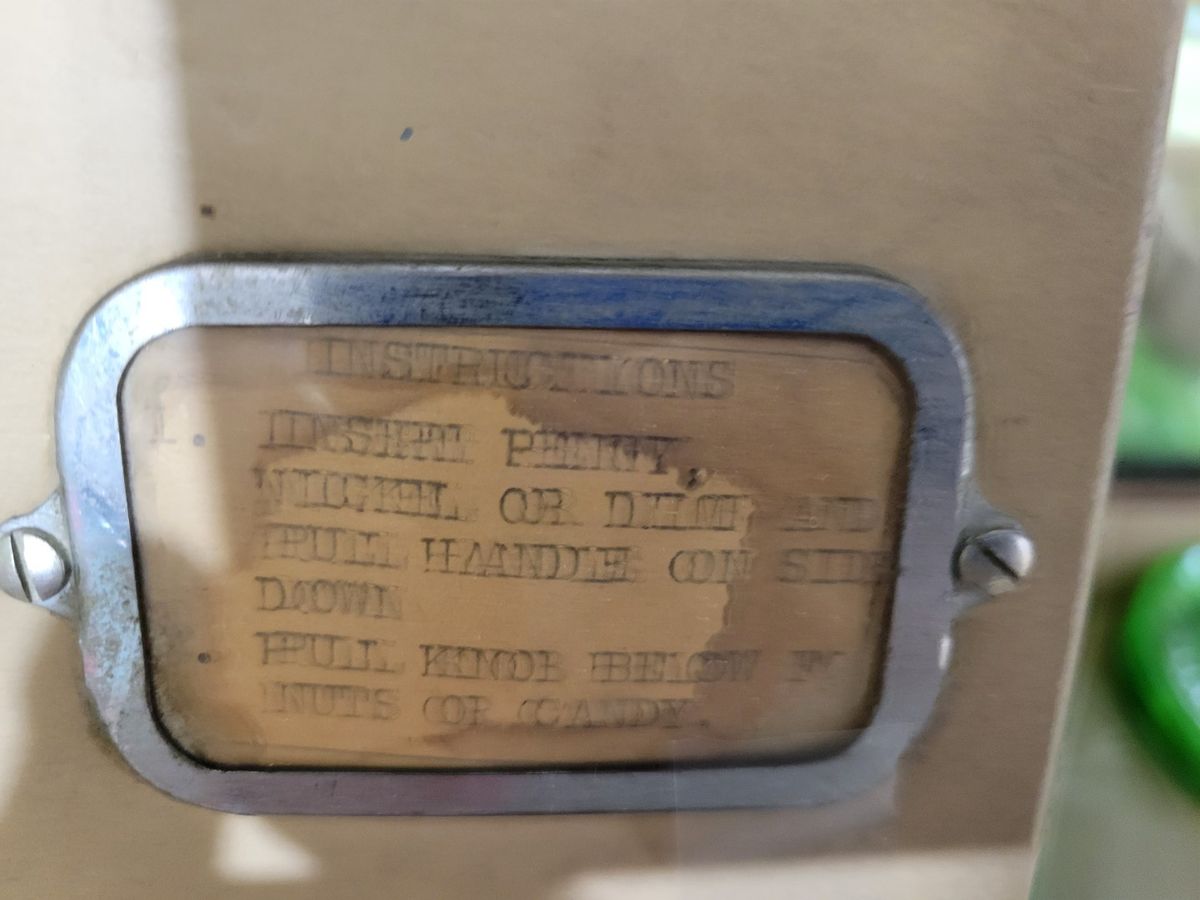 INSTRUCTIONS
1. INSERT PENNY,
NICKEL OR DIME AND
PULL HANDLE ON SIDE
DOWN
. PULL KNOB BELOW
NUTS OR CANDY.